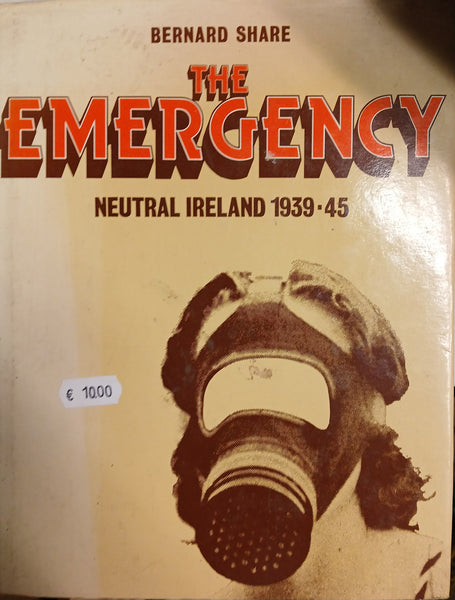 BERNARD SHARE
THE
EMERGENCY
NEUTRAL IRELAND 1939·45
€ 10.00